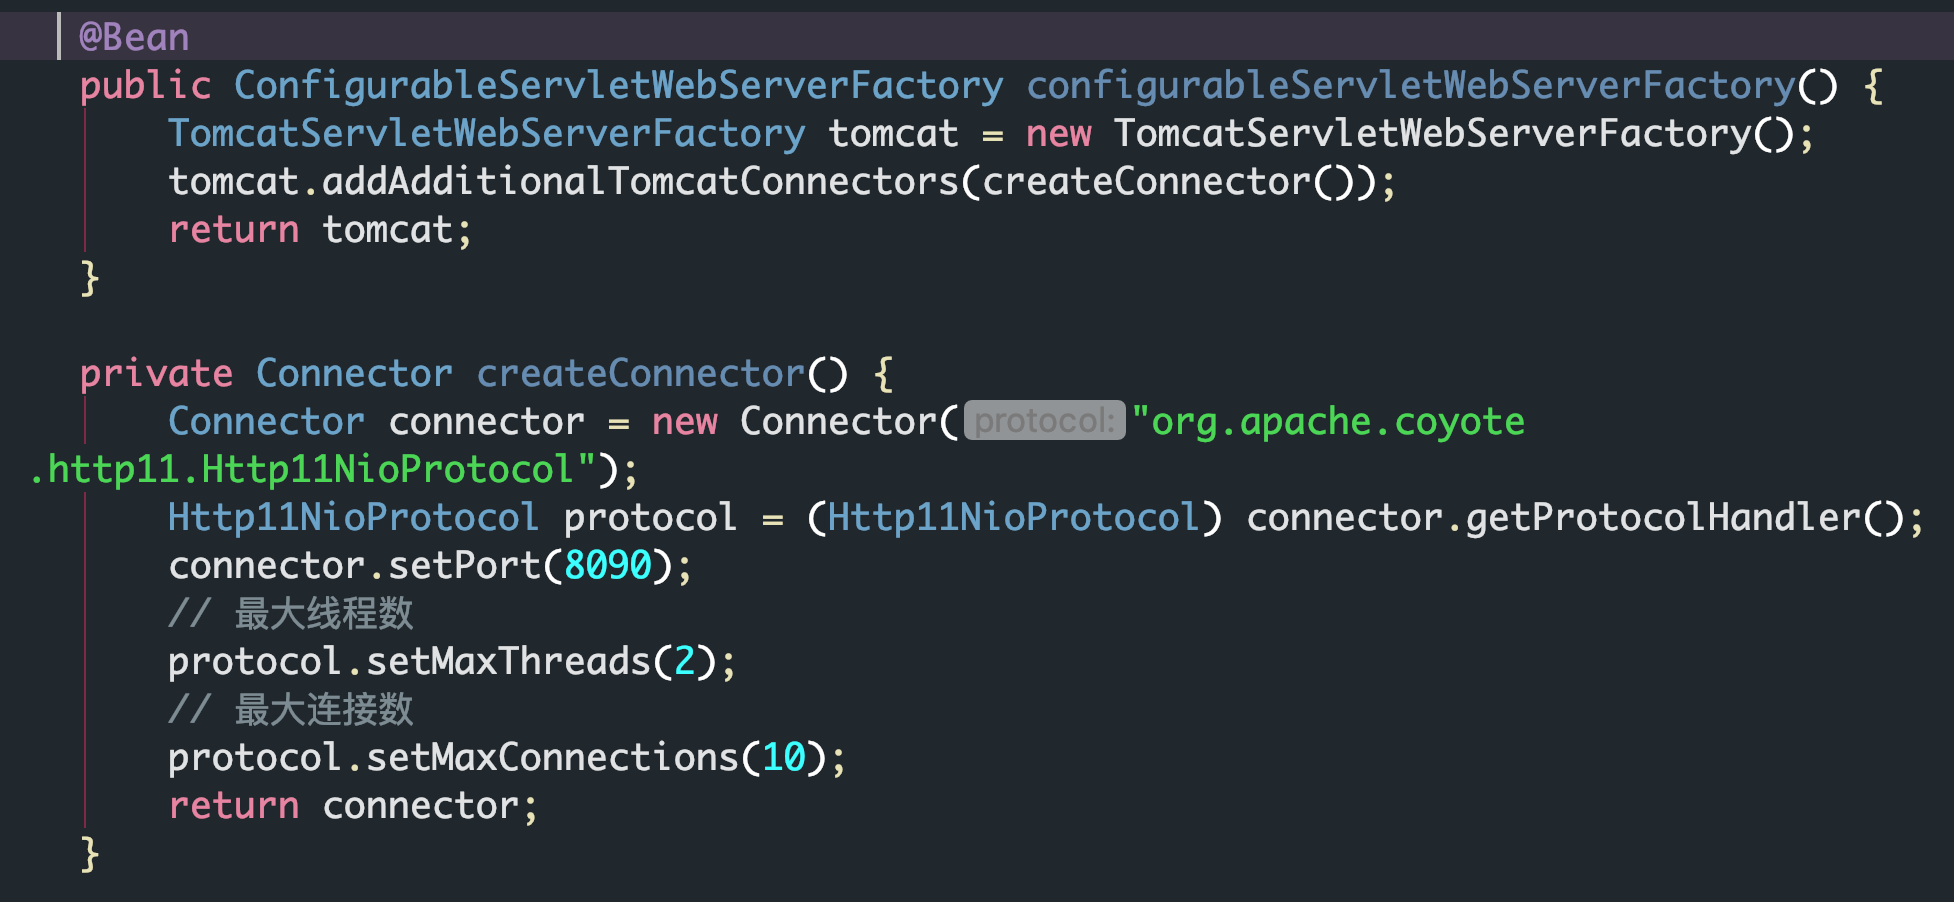 @Bean
public ConfigurableServletWebServerFactory configurableServletWebServerFactory() {
TomcatServletWebServerFactory tomcat = new TomcatServletWebServerFactory();
tomcat.addAdditionalTomcatConnectors(createConnector());
return tomcat;
}
private Connector createConnector() {
Connector connector = new Connector( protocol: "org.apache.coyote
.http11.Http11NioProtocol");
Http11NioProtocol protocol = (Http11NioProtocol) connector.getProtocolHandler();
connector.setPort(8090);
// 最大线程数
protocol.setMaxThreads(2);
// 最大连接数
protocol.setMaxConnections(10);
return connector;
}